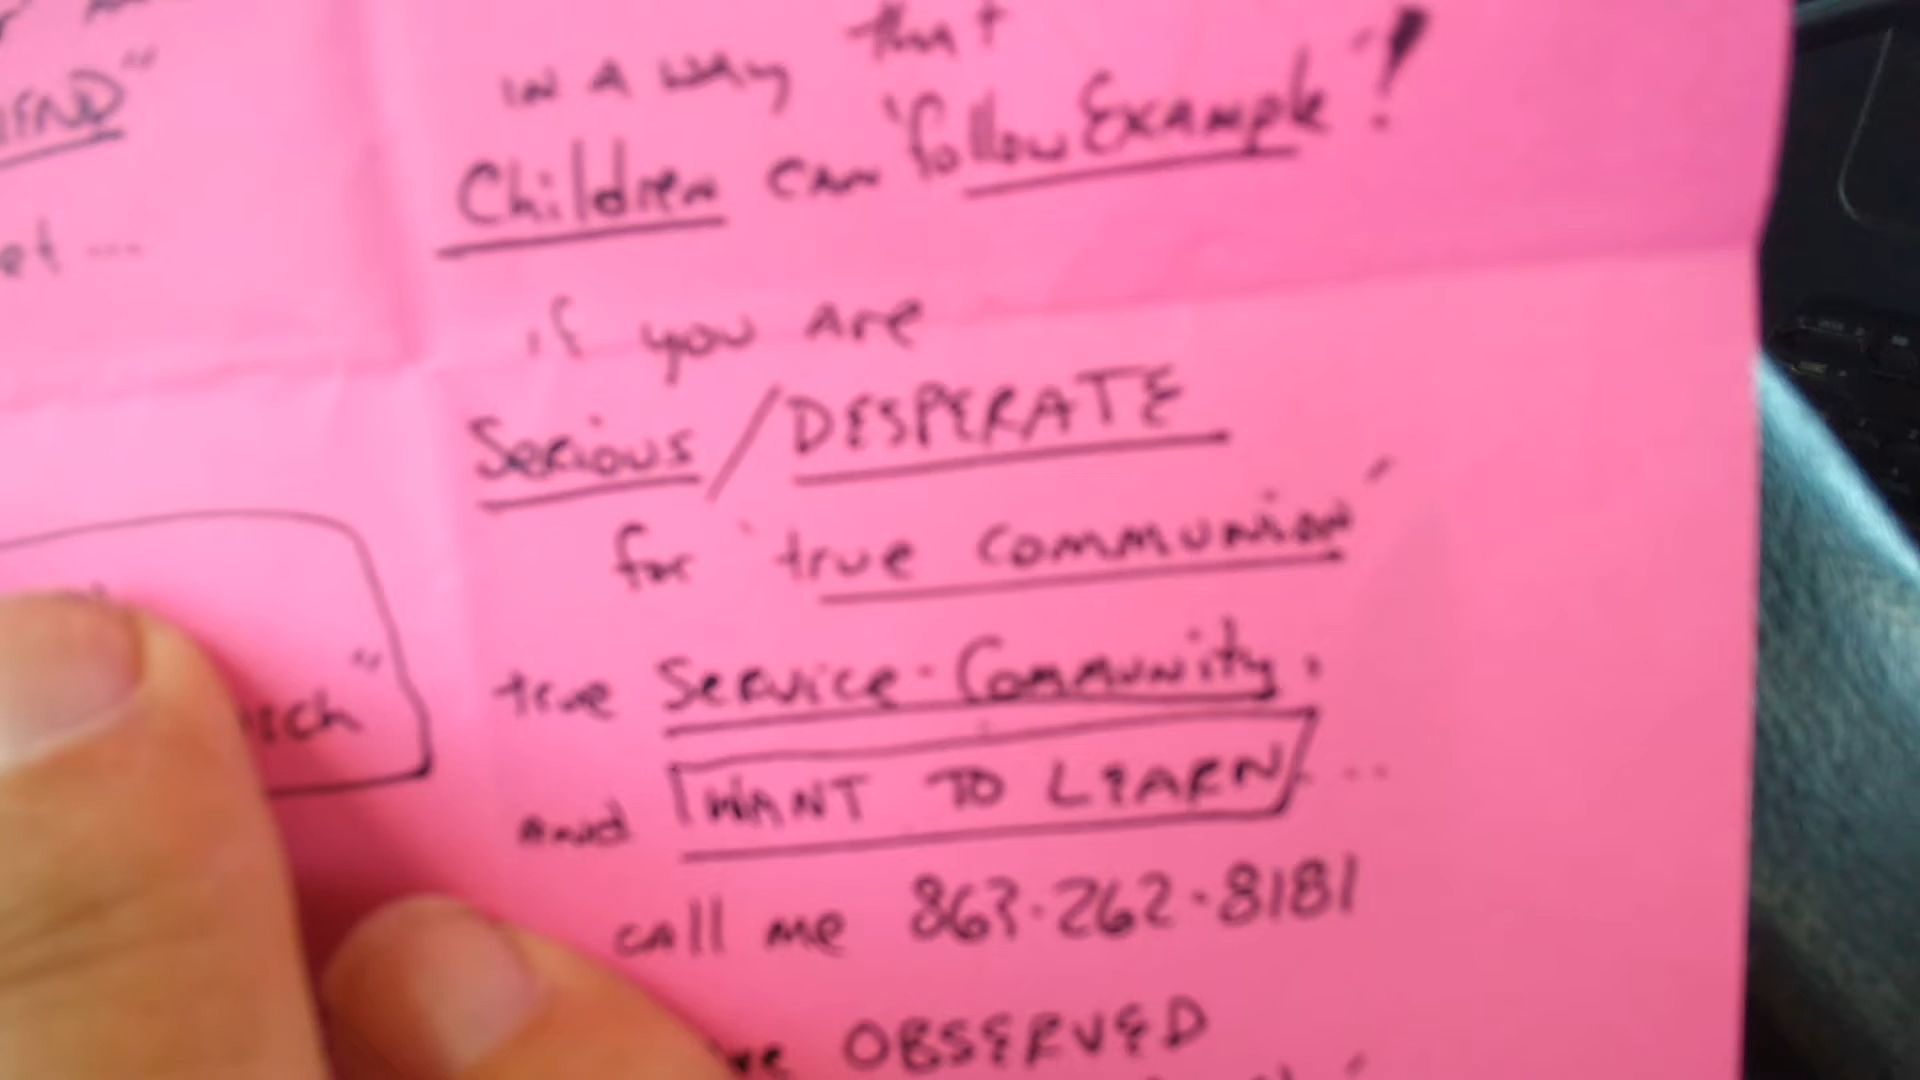 in a way that
Children can "follow Example"!
if you are
Serious / DESPERATE
for "true communion"
true Service-Community,
and WANT TO LEARN...
call me 863-262-8181
OBSERVED